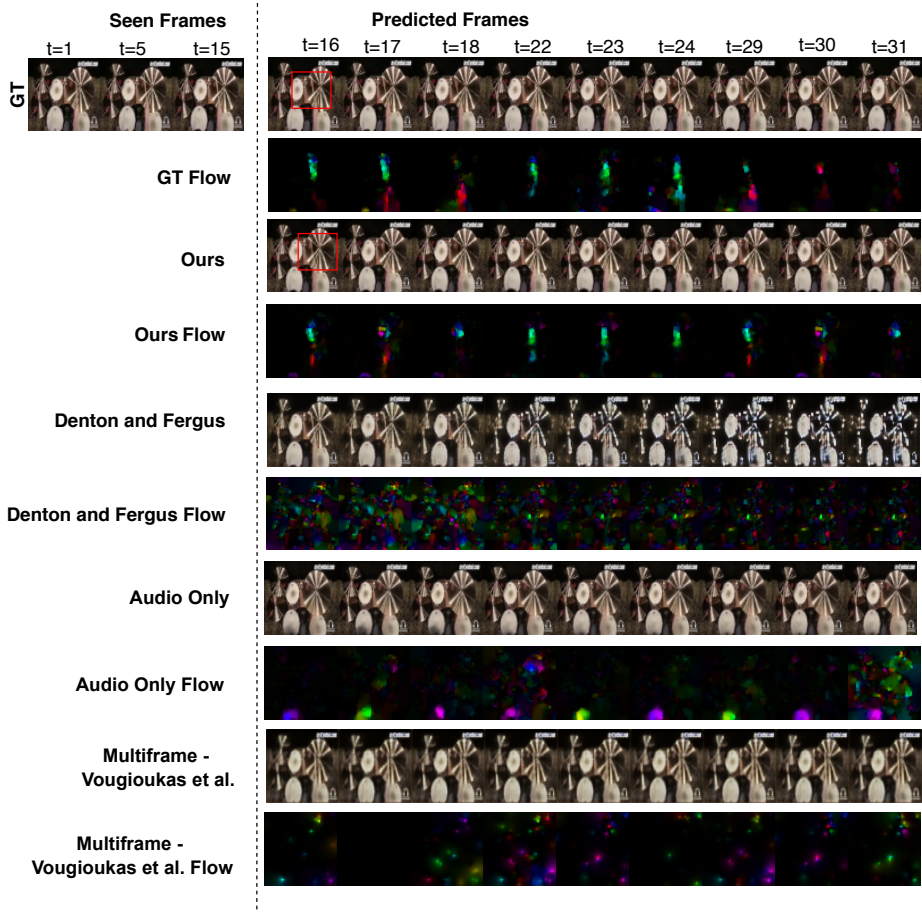 Seen Frames
Predicted Frames
t=1
t=5
t=15
t=16
t=17
t=18
t=22
t=23
t=24
t=29
t=30
t=31
GT
GT Flow
Ours
Ours Flow
Denton and Fergus
Denton and Fergus Flow
Audio Only
Audio Only Flow
Multiframe -
Vougioukas et al.
Multiframe -
Vougioukas et al. Flow